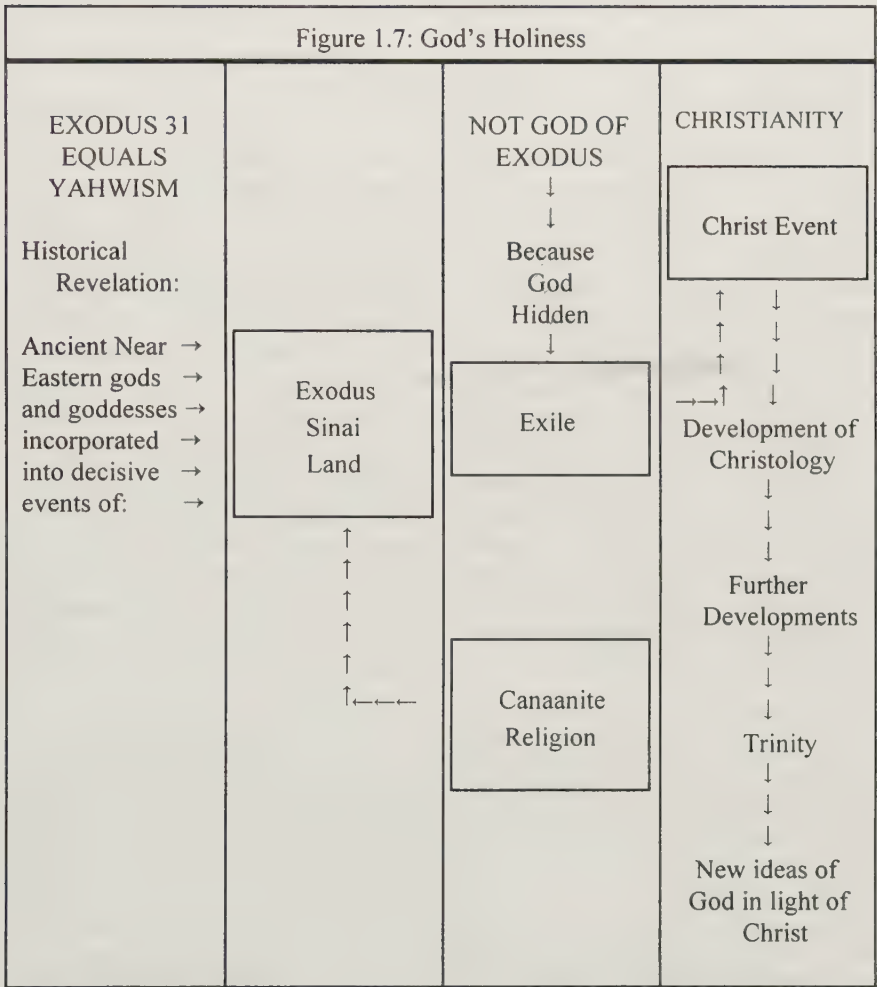 Figure 1.7: God's Holiness
EXODUS 31
EQUALS
YAHWISM
Historical
Revelation:
Ancient Near →
Eastern gods →
and goddesses →
incorporated →
into decisive →
events of: →
Exodus
Sinai
Land
↑
↑
↑
↑
↑
↑←←←
NOT GOD OF
EXODUS
↓
↓
Because
God
Hidden
↓
Exile
Canaanite
Religion
CHRISTIANITY
Christ Event
↑ ↓
↑ ↓
↑ ↓
→→↑ ↓
Development of
Christology
↓
↓
↓
Further
Developments
↓
↓
↓
Trinity
↓
↓
↓
New ideas of
God in light of
Christ